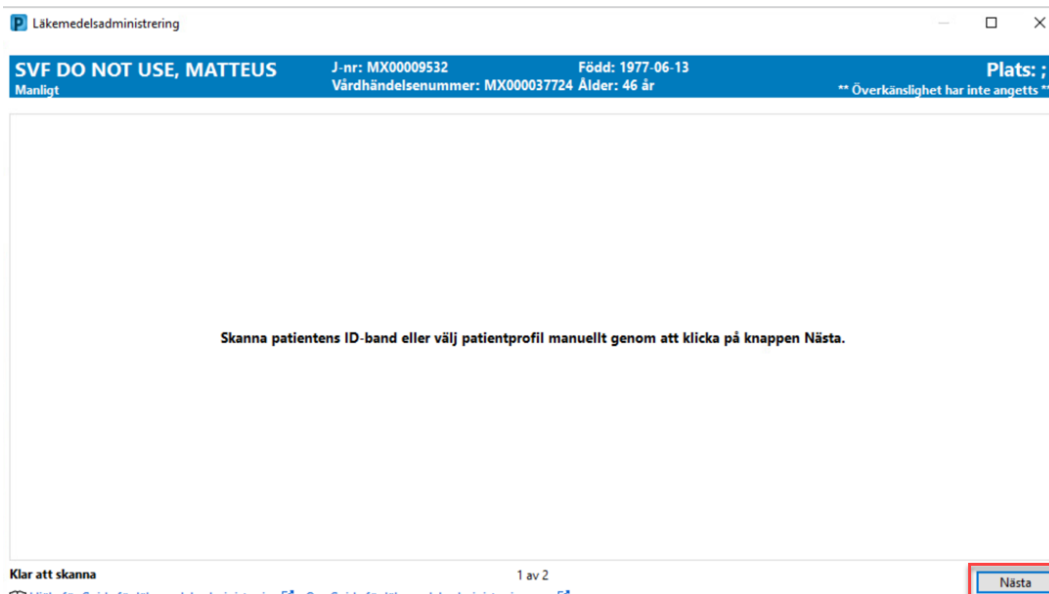 Läkemedelsadministrering
SVF DO NOT USE, MATTEUS J-nr: MX00009532 Född: 1977-06-13 Plats: ;
Manligt Vårdhändelsenummer: MX000037724 Ålder: 46 år ** Överkänslighet har inte angetts **
Skanna patientens ID-band eller välj patientprofil manuellt genom att klicka på knappen Nästa.
Klar att skanna 1 av 2 Nästa